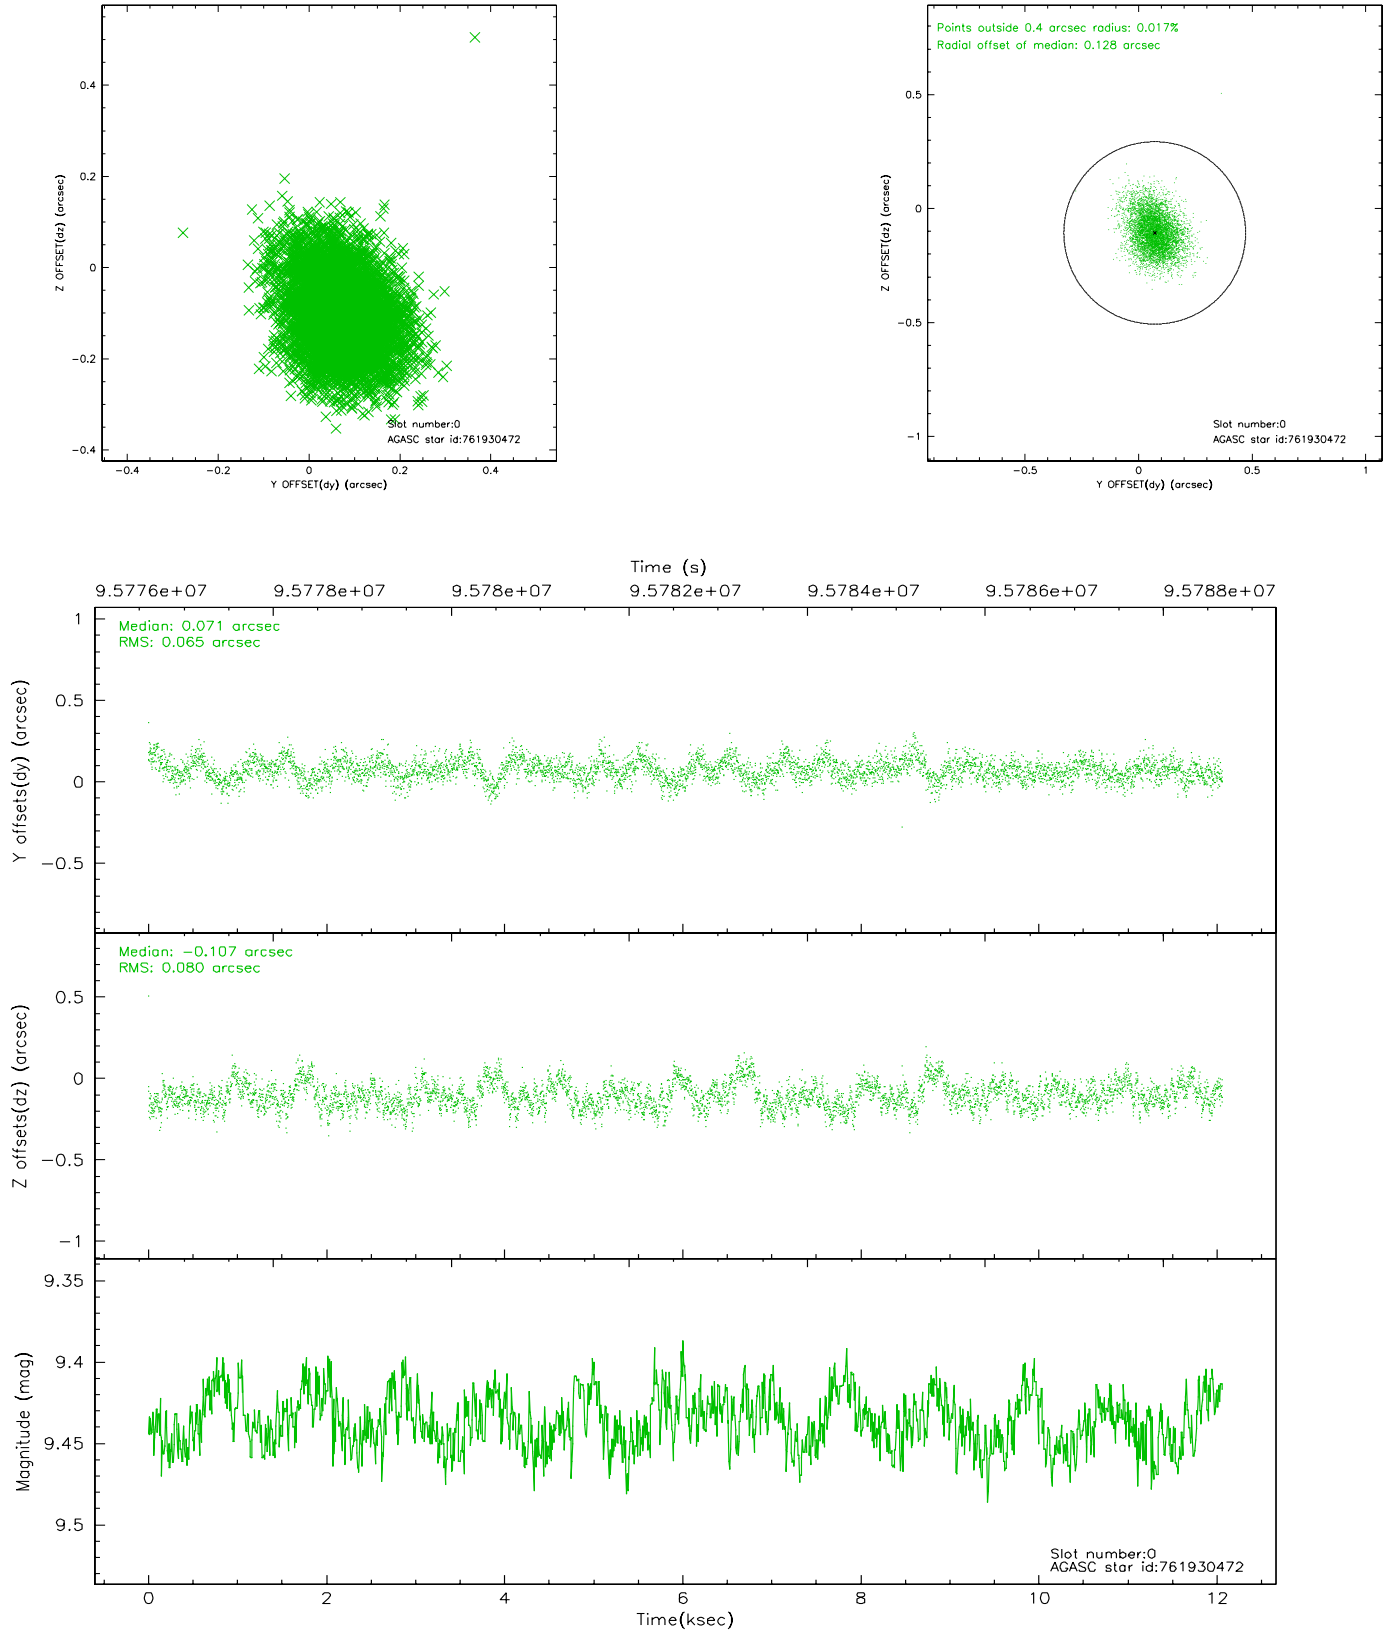 0.4
0.2
0
-0.2
-0.4
Z OFFSET(dz) (arcsec)
Slot number:0
AGASC star id:761930472
-0.4 -0.2 0 0.2 0.4
Y OFFSET(dy) (arcsec)
Points outside 0.4 arcsec radius: 0.017%
Radial offset of median: 0.128 arcsec
0.5
0
-0.5
-1
Z OFFSET(dz) (arcsec)
Slot number:0
AGASC star id:761930472
-0.5 0 0.5 1
Y OFFSET(dy) (arcsec)
Time (s)
9.5776e+07 9.5778e+07 9.578e+07 9.5782e+07 9.5784e+07 9.5786e+07 9.5788e+07
Median: 0.071 arcsec
RMS: 0.065 arcsec
1
0.5
0
-0.5
Y offsets(dy) (arcsec)
Median: -0.107 arcsec
RMS: 0.080 arcsec
0.5
0
-0.5
-1
Z offsets(dz) (arcsec)
9.35
9.4
9.45
9.5
Magnitude (mag)
Slot number:0
AGASC star id:761930472
0 2 4 6 8 10 12
Time(ksec)